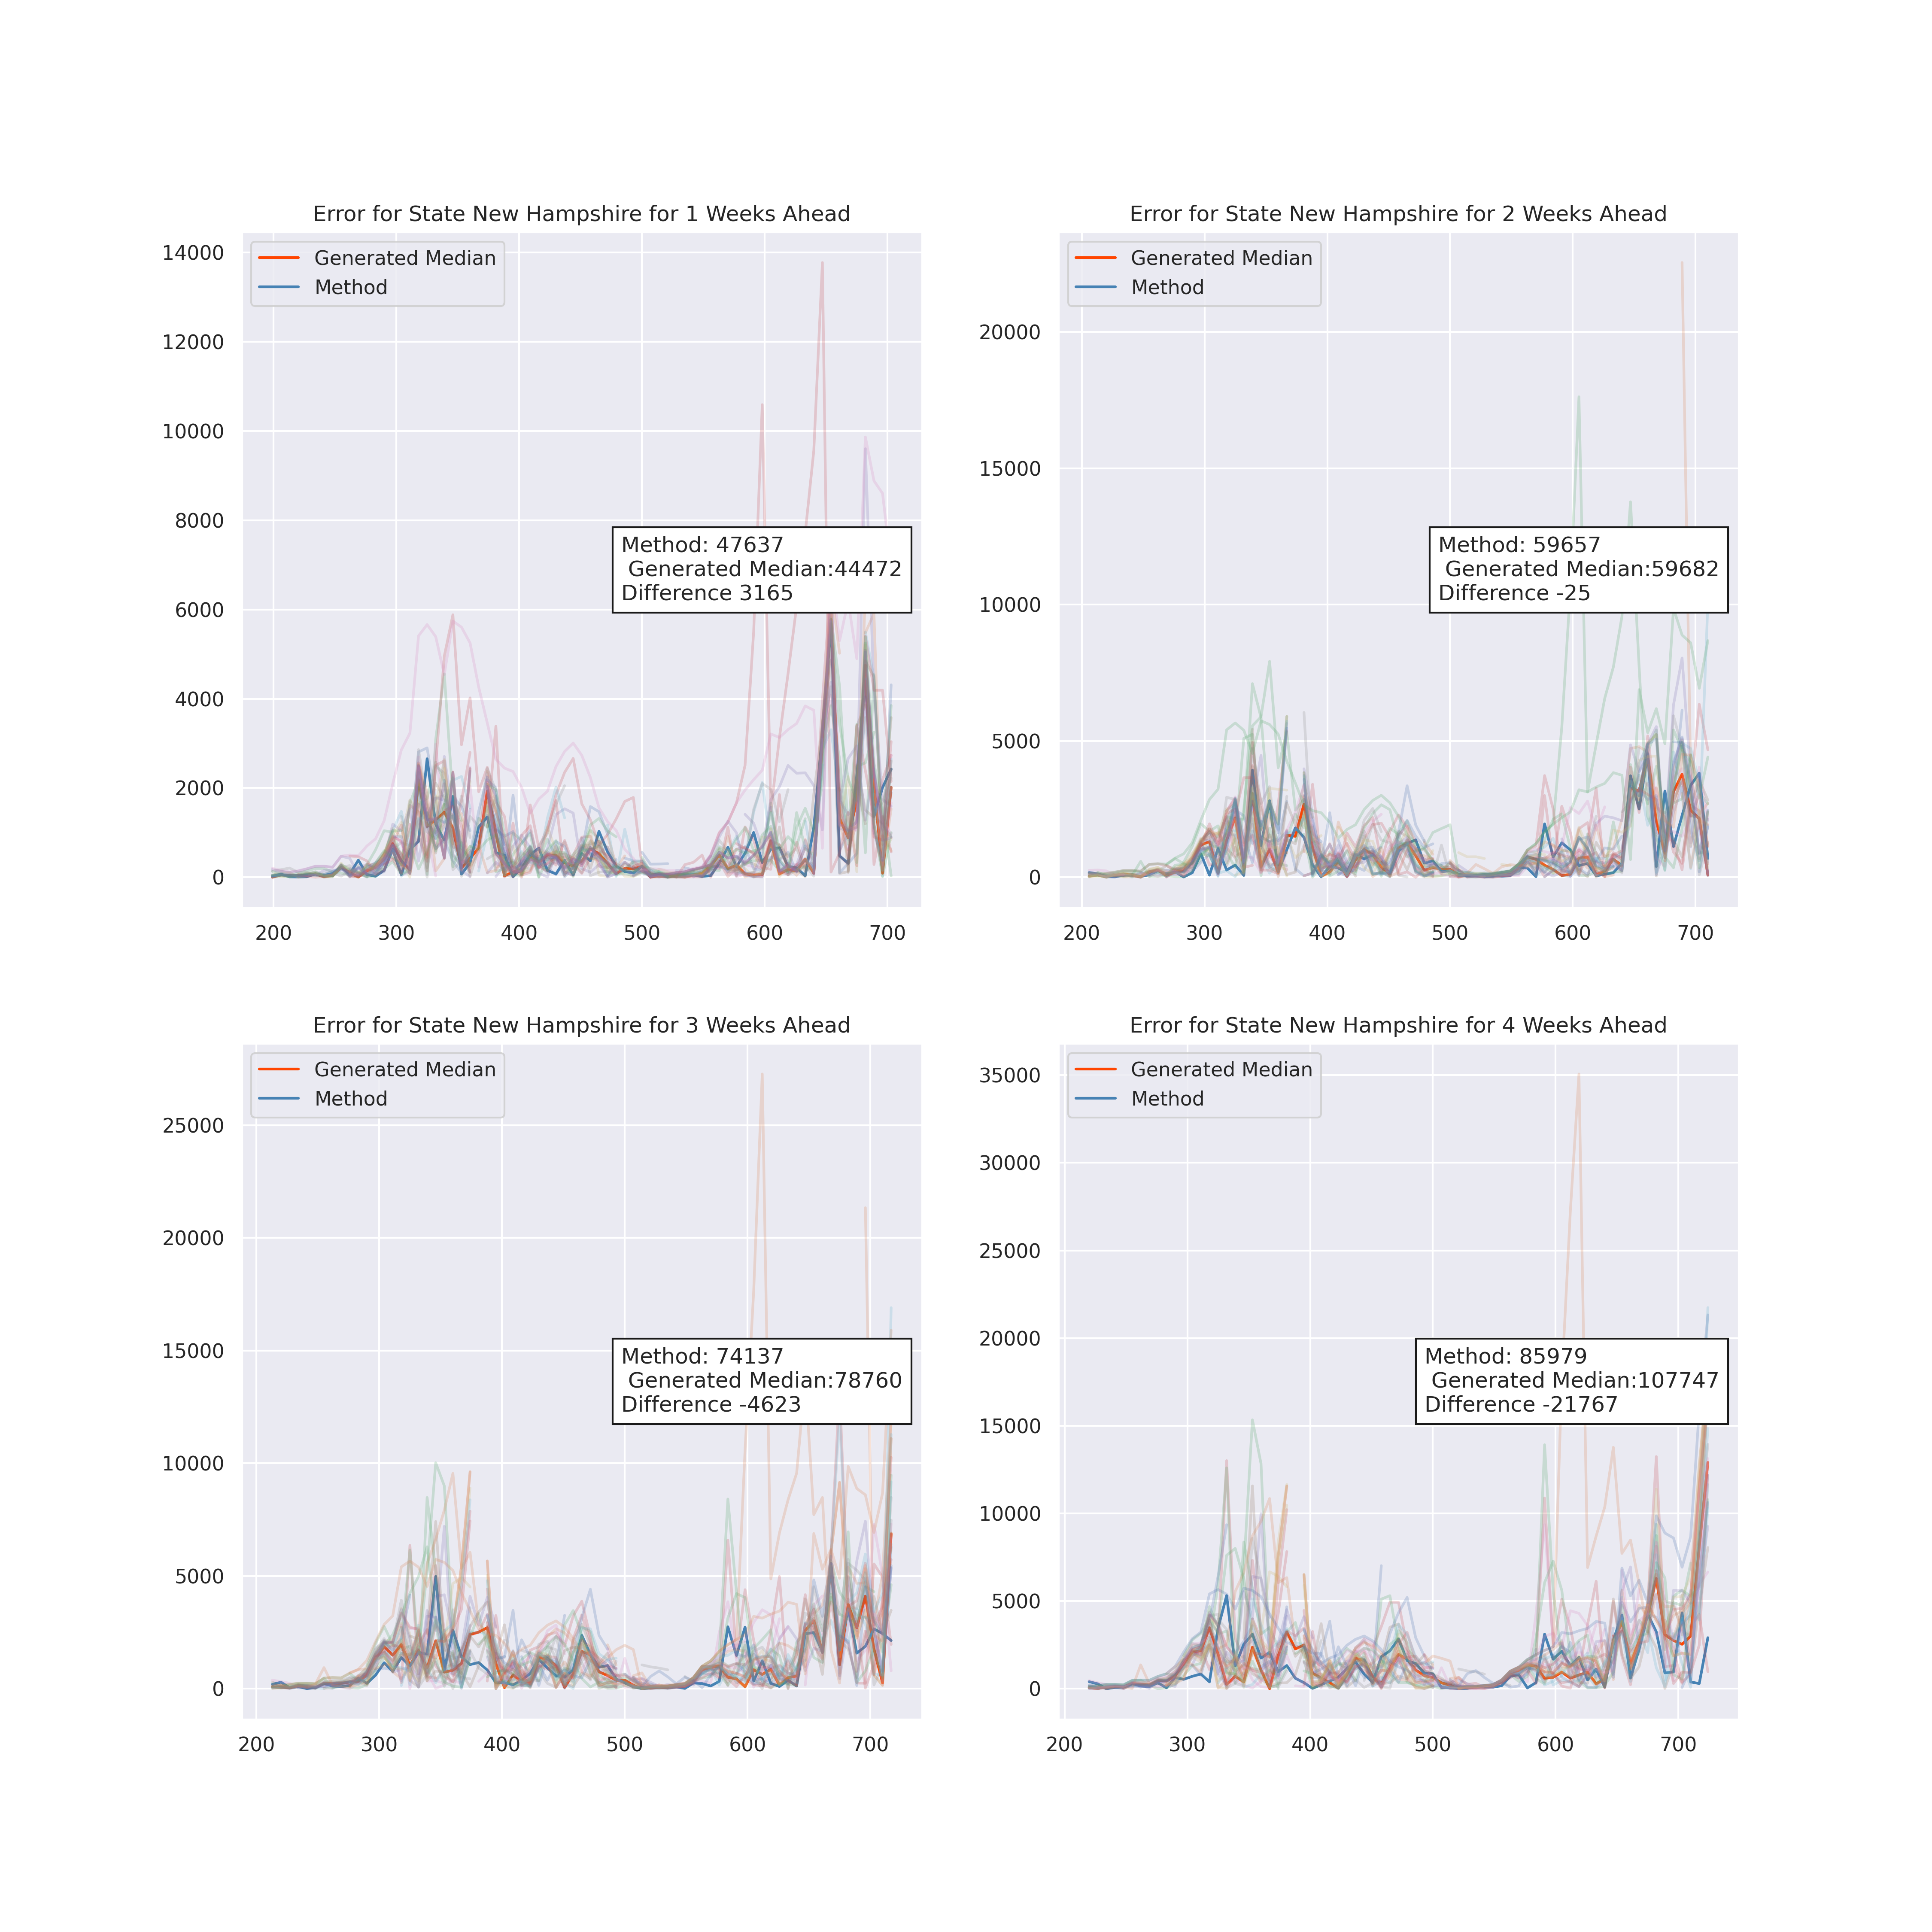 Error for State New Hampshire for 1 Weeks Ahead
Generated Median
Method
14000
12000
10000
8000
6000
4000
2000
0
Method: 47637
Generated Median:44472
Difference 3165
200 300 400 500 600 700
Error for State New Hampshire for 2 Weeks Ahead
Generated Median
Method
20000
15000
10000
5000
0
Method: 59657
Generated Median:59682
Difference -25
200 300 400 500 600 700
Error for State New Hampshire for 3 Weeks Ahead
Generated Median
Method
25000
20000
15000
10000
5000
0
Method: 74137
Generated Median:78760
Difference -4623
200 300 400 500 600 700
Error for State New Hampshire for 4 Weeks Ahead
Generated Median
Method
35000
30000
25000
20000
15000
10000
5000
0
Method: 85979
Generated Median:107747
Difference -21767
200 300 400 500 600 700